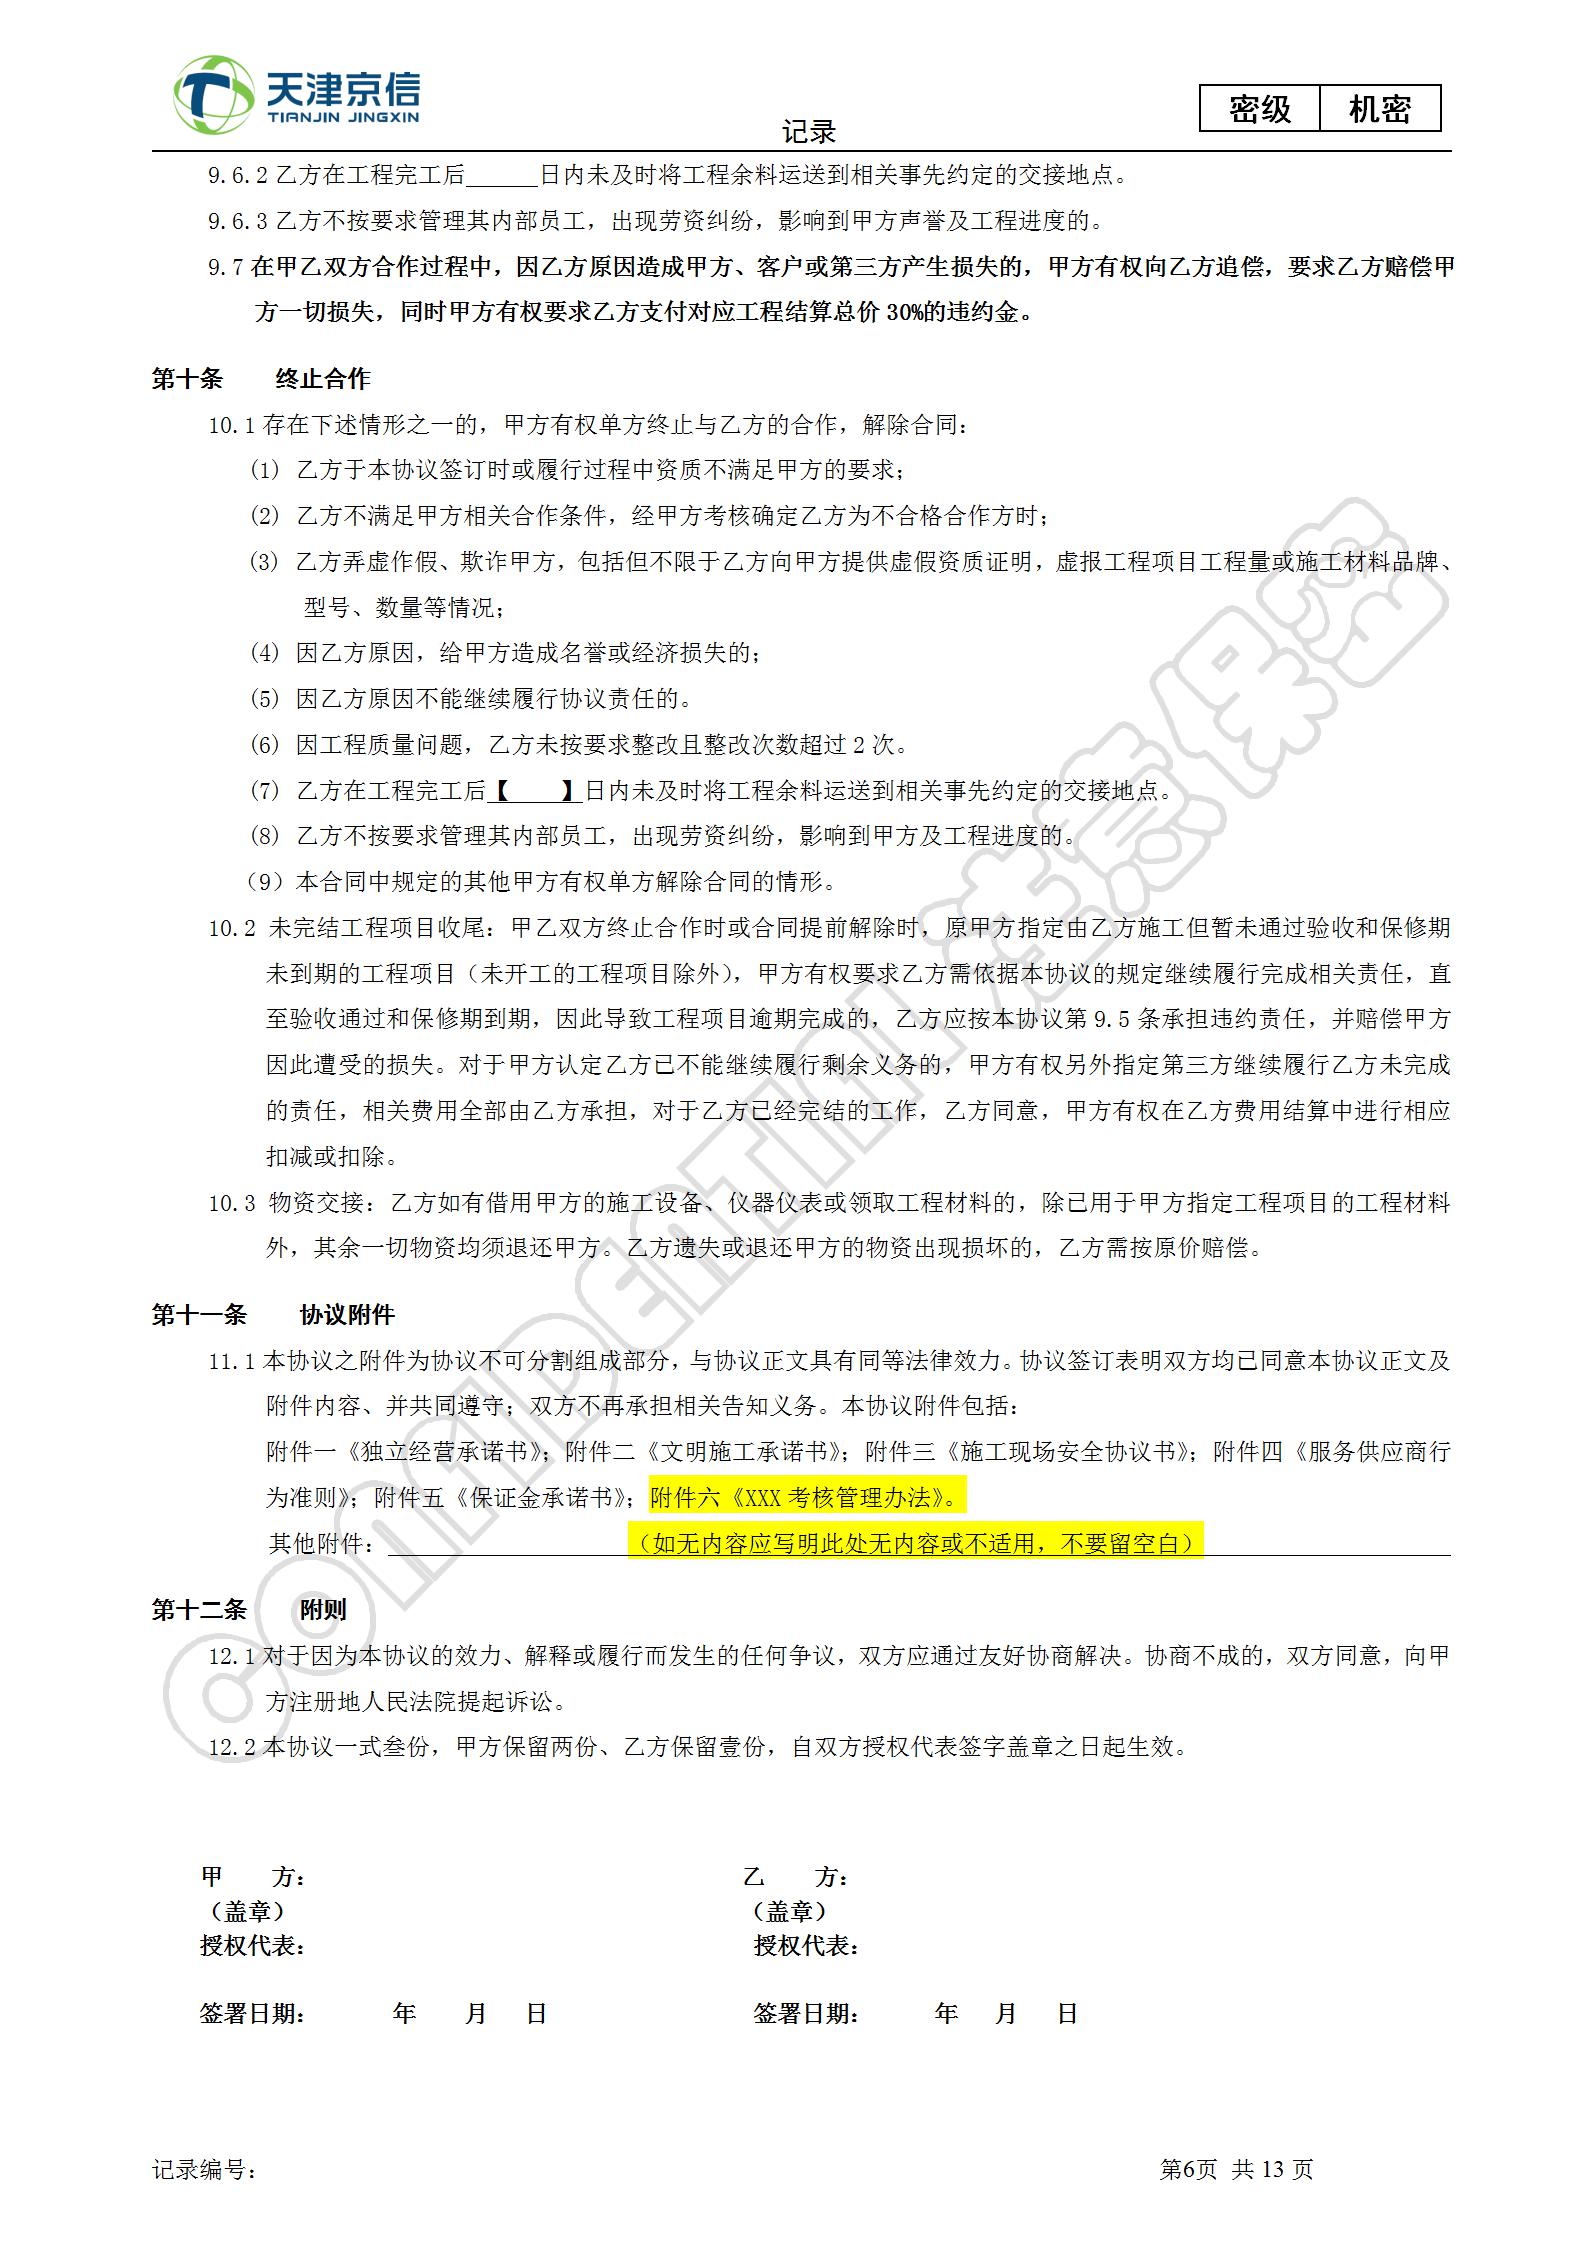 天津京信
TIANJIN JINGXIN
记录
密级 机密
9.6.2 乙方在工程完工后______日内未及时将工程余料运送到相关事先约定的交接地点。
9.6.3 乙方不按要求管理其内部员工，出现劳资纠纷，影响到甲方声誉及工程进度的。
9.7 在甲乙双方合作过程中，因乙方原因造成甲方、客户或第三方产生损失的，甲方有权向乙方追偿，要求乙方赔偿甲
方一切损失，同时甲方有权要求乙方支付对应工程结算总价 30%的违约金。
第十条 终止合作
10.1 存在下述情形之一的，甲方有权单方终止与乙方的合作，解除合同：
(1) 乙方于本协议签订时或履行过程中资质不满足甲方的要求；
(2) 乙方不满足甲方相关合作条件，经甲方考核确定乙方为不合格合作方时；
(3) 乙方弄虚作假、欺诈甲方，包括但不限于乙方向甲方提供虚假资质证明，虚报工程项目工程量或施工材料品牌、
型号、数量等情况；
(4) 因乙方原因，给甲方造成名誉或经济损失的；
(5) 因乙方原因不能继续履行协议责任的。
(6) 因工程质量问题，乙方未按要求整改且整改次数超过 2 次。
(7) 乙方在工程完工后【 】日内未及时将工程余料运送到相关事先约定的交接地点。
(8) 乙方不按要求管理其内部员工，出现劳资纠纷，影响到甲方及工程进度的。
（9）本合同中规定的其他甲方有权单方解除合同的情形。
10.2 未完结工程项目收尾：甲乙双方终止合作时或合同提前解除时，原甲方指定由乙方施工但暂未通过验收和保修期
未到期的工程项目（未开工的工程项目除外），甲方有权要求乙方需依据本协议的规定继续履行完成相关责任，直
至验收通过和保修期到期，因此导致工程项目逾期完成的，乙方应按本协议第 9.5 条承担违约责任，并赔偿甲方
因此遭受的损失。对于甲方认定乙方已不能继续履行剩余义务的，甲方有权另外指定第三方继续履行乙方未完成
的责任，相关费用全部由乙方承担，对于乙方已经完结的工作，乙方同意，甲方有权在乙方费用结算中进行相应
扣减或扣除。
10.3 物资交接：乙方如有借用甲方的施工设备、仪器仪表或领取工程材料的，除已用于甲方指定工程项目的工程材料
外，其余一切物资均须退还甲方。乙方遗失或退还甲方的物资出现损坏的，乙方需按原价赔偿。
第十一条 协议附件
11.1 本协议之附件为协议不可分割组成部分，与协议正文具有同等法律效力。协议签订表明双方均已同意本协议正文及
附件内容、并共同遵守；双方不再承担相关告知义务。本协议附件包括：
附件一《独立经营承诺书》；附件二《文明施工承诺书》；附件三《施工现场安全协议书》；附件四《服务供应商行
为准则》；附件五《保证金承诺书》；附件六《XXX 考核管理办法》。
其他附件：（如无内容应写明此处无内容或不适用，不要留空白）
第十二条 附则
12.1 对于因为本协议的效力、解释或履行而发生的任何争议，双方应通过友好协商解决。协商不成的，双方同意，向甲
方注册地人民法院提起诉讼。
12.2 本协议一式叁份，甲方保留两份、乙方保留壹份，自双方授权代表签字盖章之日起生效。
COMIDENTIAL 注意保密
甲 方： 乙 方：
（盖章） （盖章）
授权代表： 授权代表：
签署日期： 年 月 日 签署日期： 年 月 日
记录编号： 第6页 共 13 页